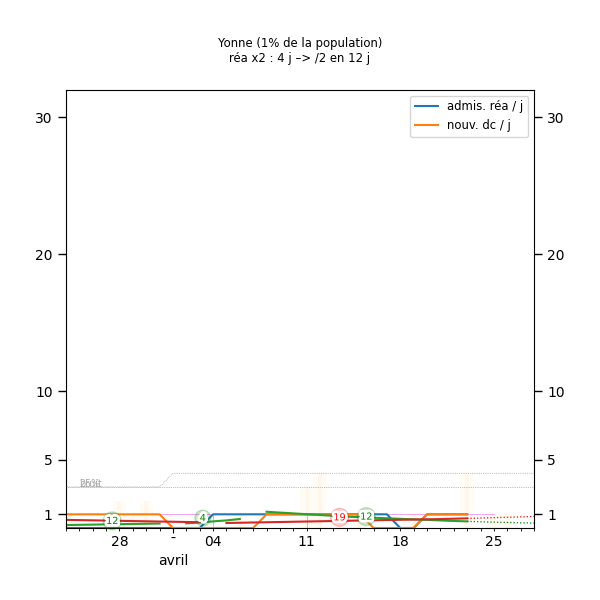 Yonne (1% de la population)
réa x2 : 4 j –> /2 en 12 j
admis. réa / j
nouv. dc / j
30 30
20 20
10 10
5 5
1 1
12 4 19 12
28 - 04 11 18 25
avril